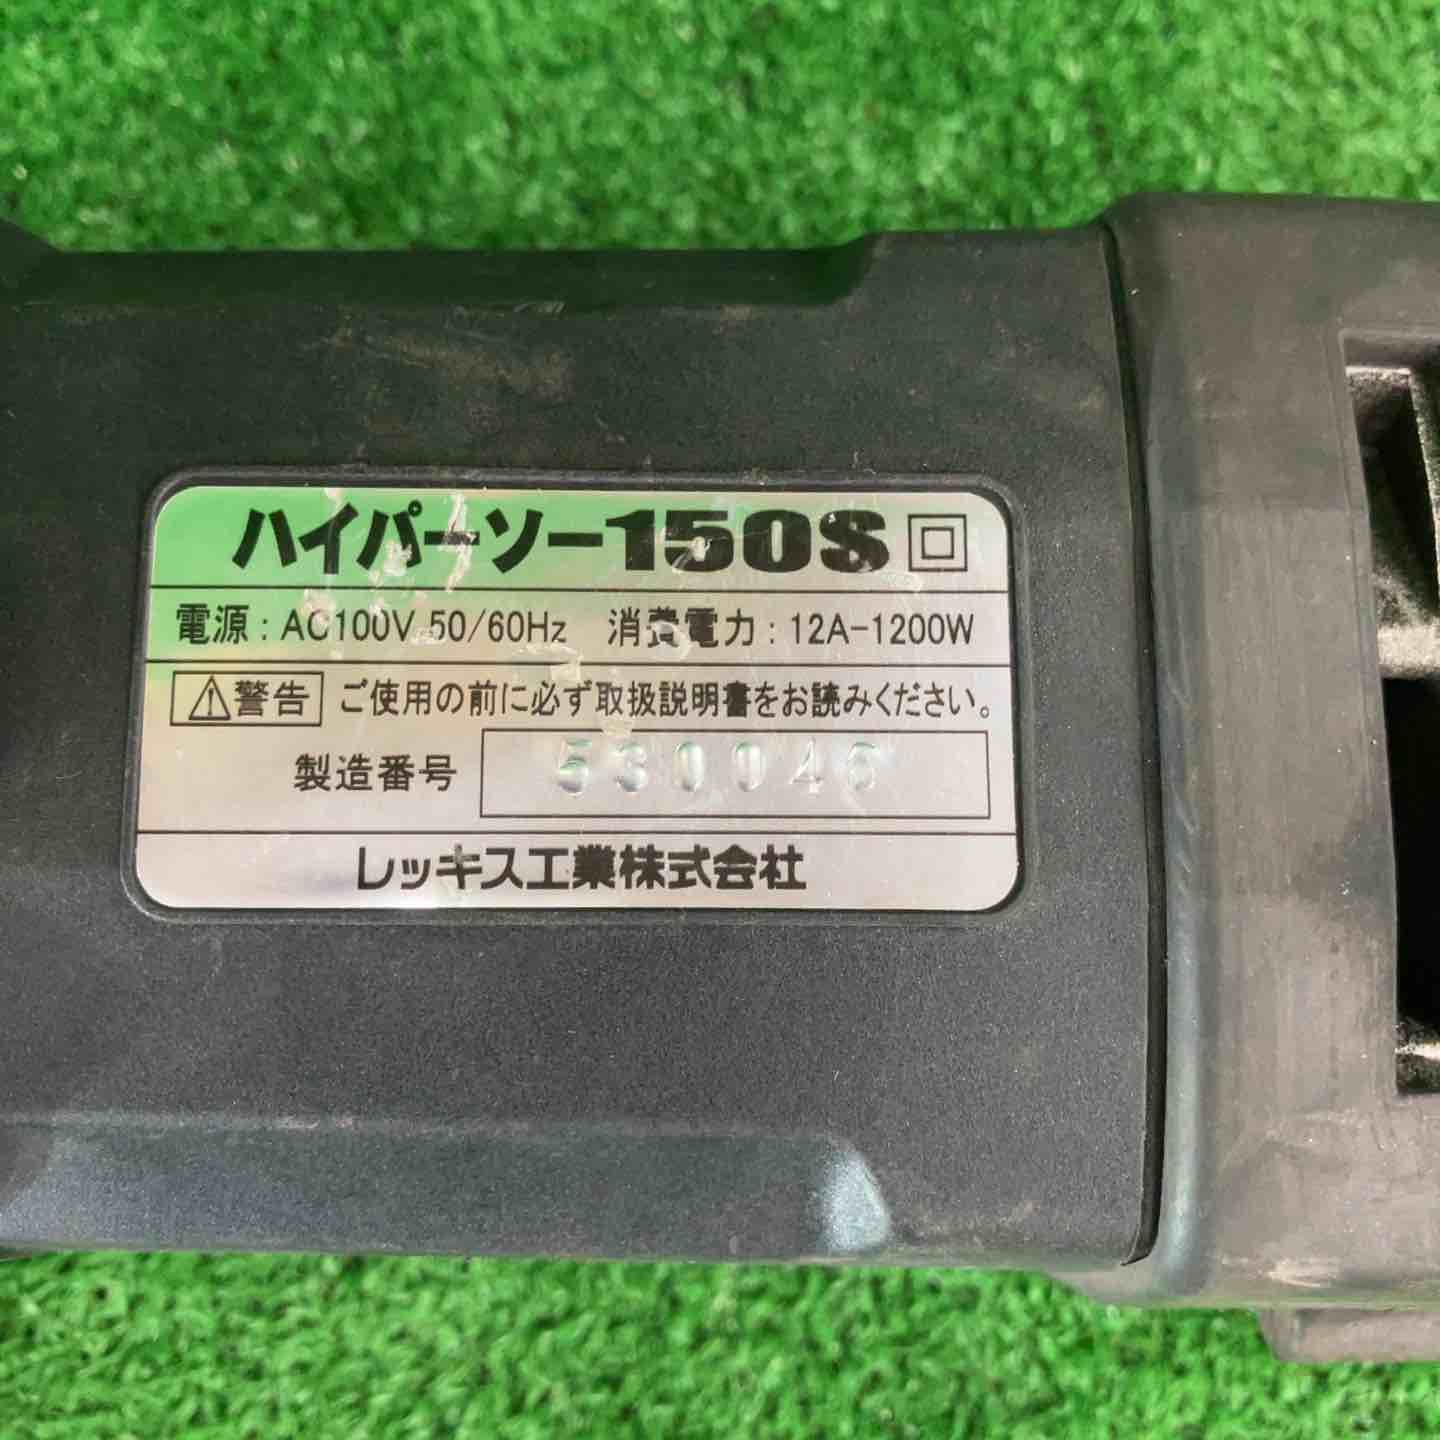 ハイパーソー150S
電源：AC100V 50/60Hz 消費電力：12A-1200W
警告 ご使用の前に必ず取扱説明書をお読みください。
製造番号 530046
レッキス工業株式会社